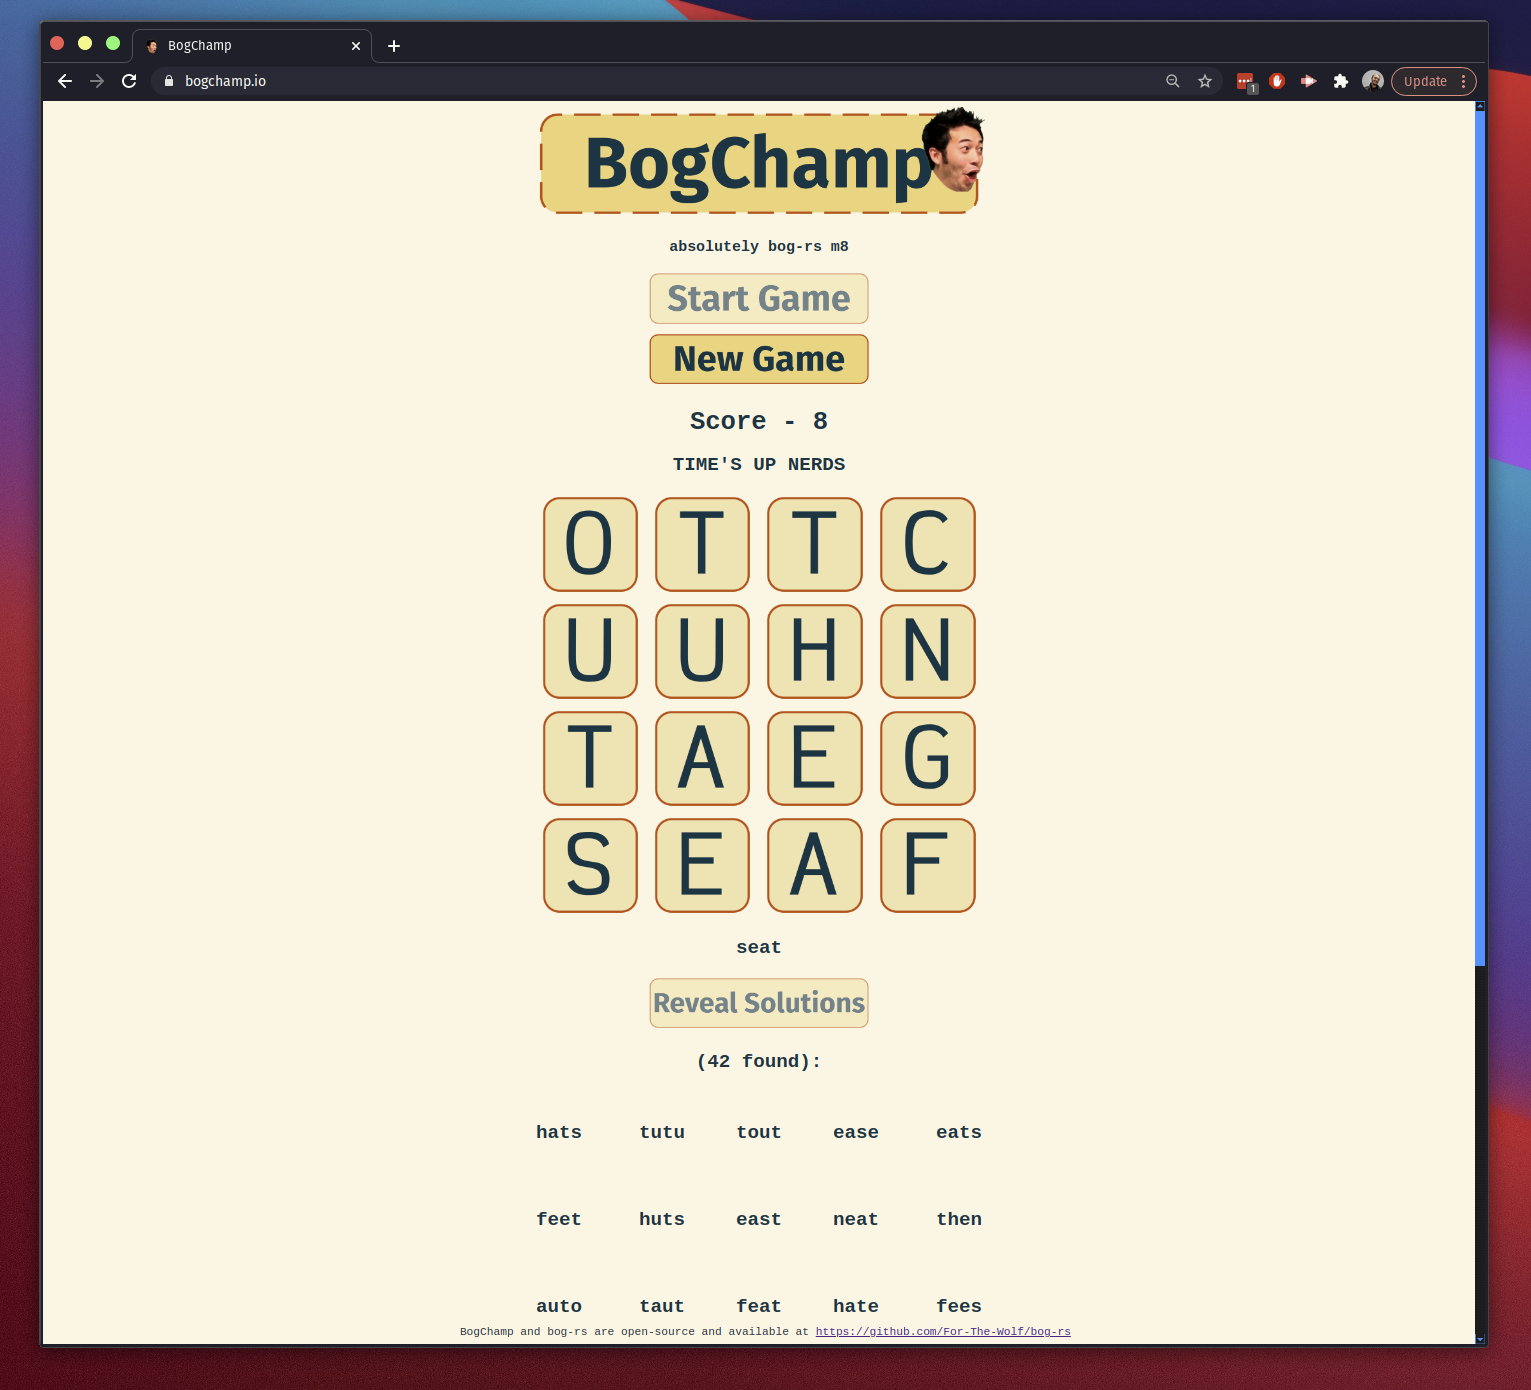 BogChamp
bogchamp.io
1
Update
BogChamp
absolutely bog-rs m8
Start Game
New Game
Score - 8
TIME'S UP NERDS
O T T C
U U H N
T A E G
S E A F
seat
Reveal Solutions
(42 found):
hats tutu tout ease eats
feet huts east neat then
auto taut feat hate fees
BogChamp and bog-rs are open-source and available at https://github.com/For-The-Wolf/bog-rs